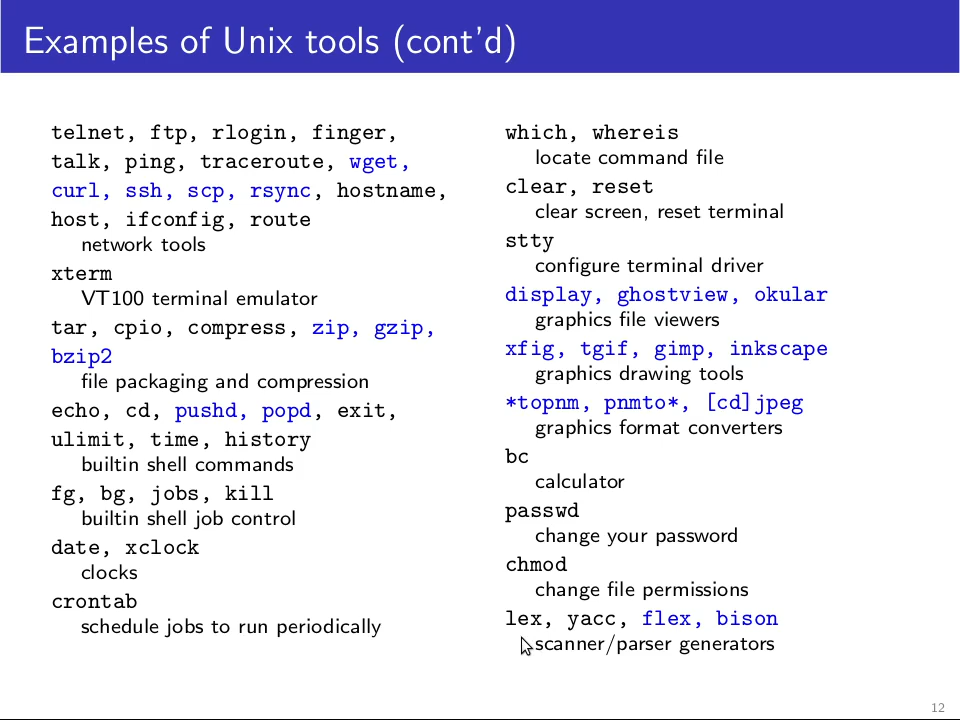 Examples of Unix tools (cont'd)
telnet, ftp, rlogin, finger,
talk, ping, traceroute, wget,
curl, ssh, scp, rsync, hostname,
host, ifconfig, route
network tools
xterm
VT100 terminal emulator
tar, cpio, compress, zip, gzip,
bzip2
file packaging and compression
echo, cd, pushd, popd, exit,
ulimit, time, history
builtin shell commands
fg, bg, jobs, kill
builtin shell job control
date, xclock
clocks
crontab
schedule jobs to run periodically
which, whereis
locate command file
clear, reset
clear screen, reset terminal
stty
configure terminal driver
display, ghostview, okular
graphics file viewers
xfig, tgif, gimp, inkscape
graphics drawing tools
*topnm, pnmto*, [cd]jpeg
graphics format converters
bc
calculator
passwd
change your password
chmod
change file permissions
lex, yacc, flex, bison
scanner/parser generators
12